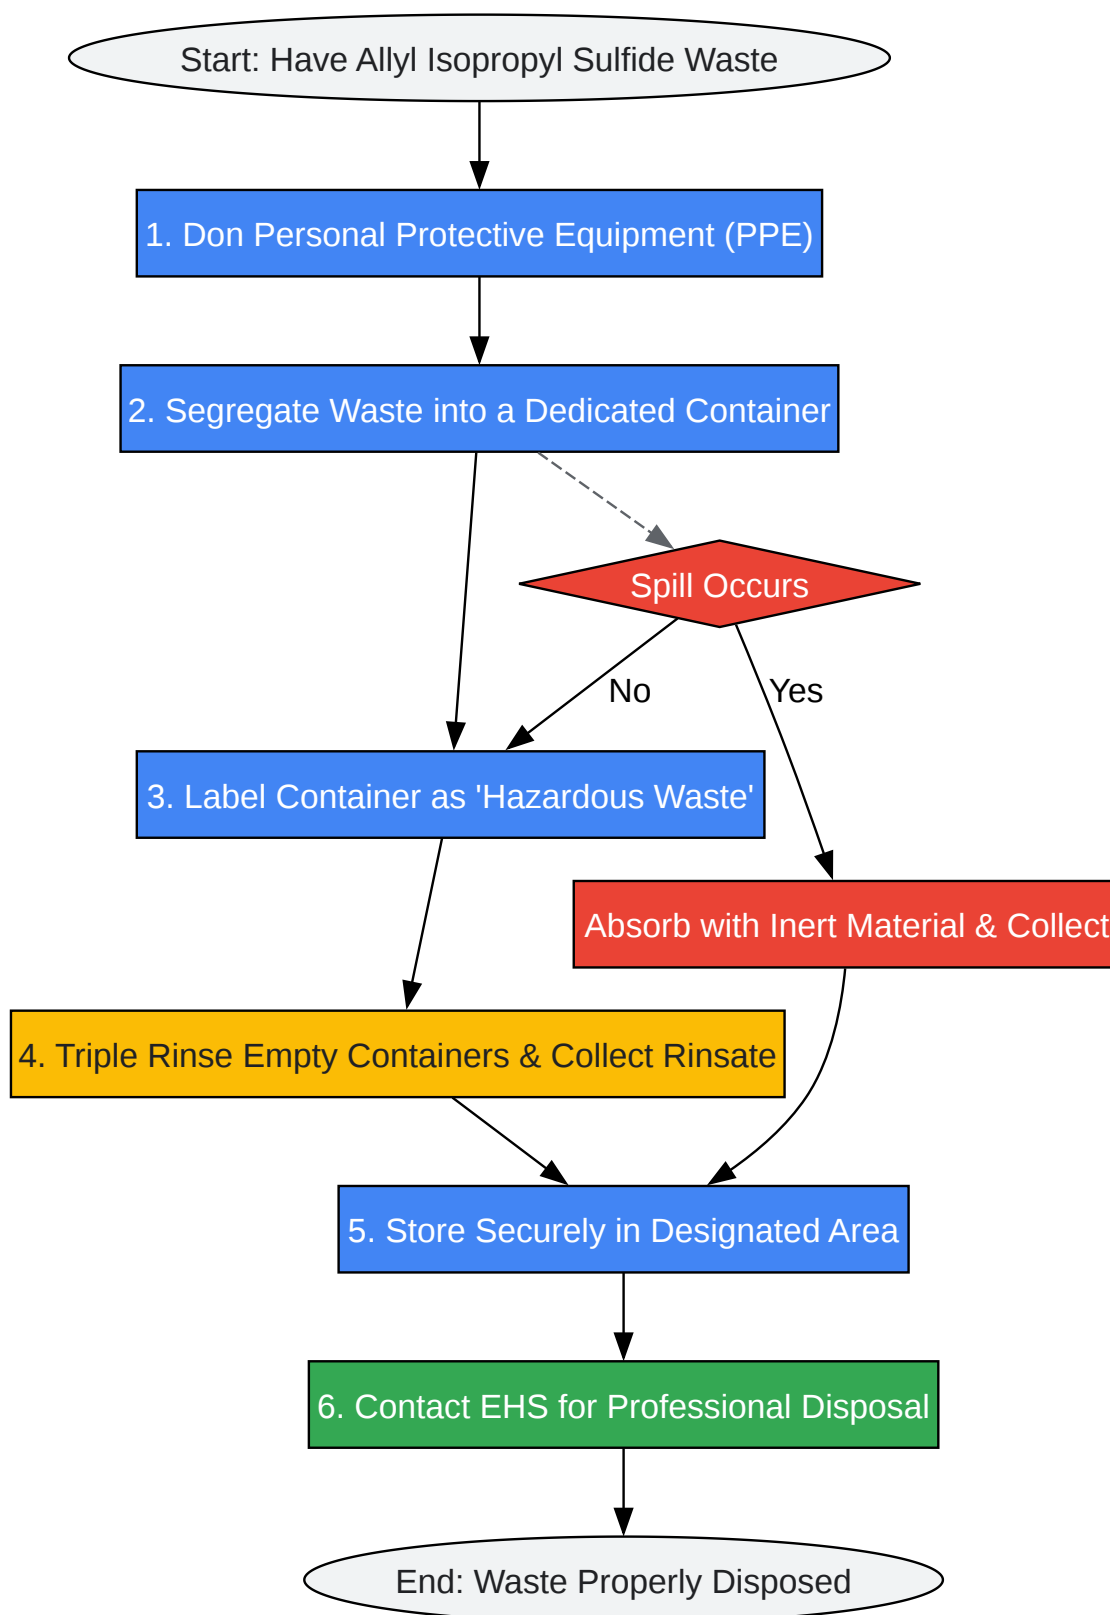 Start: Have Allyl Isopropyl Sulfide Waste
1. Don Personal Protective Equipment (PPE)
2. Segregate Waste into a Dedicated Container
Spill Occurs
No
Yes
3. Label Container as 'Hazardous Waste'
Absorb with Inert Material & Collect
4. Triple Rinse Empty Containers & Collect Rinsate
5. Store Securely in Designated Area
6. Contact EHS for Professional Disposal
End: Waste Properly Disposed